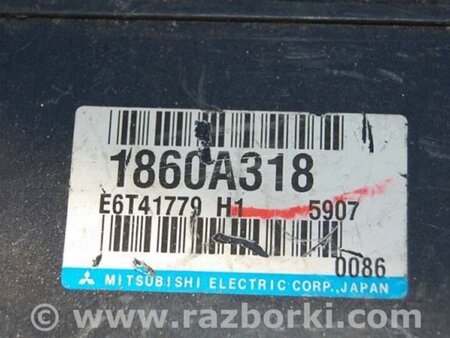 1860A318
E6T41779 H1 5907
0086
MITSUBISHI ELECTRIC CORP., JAPAN
© www.razborki.com